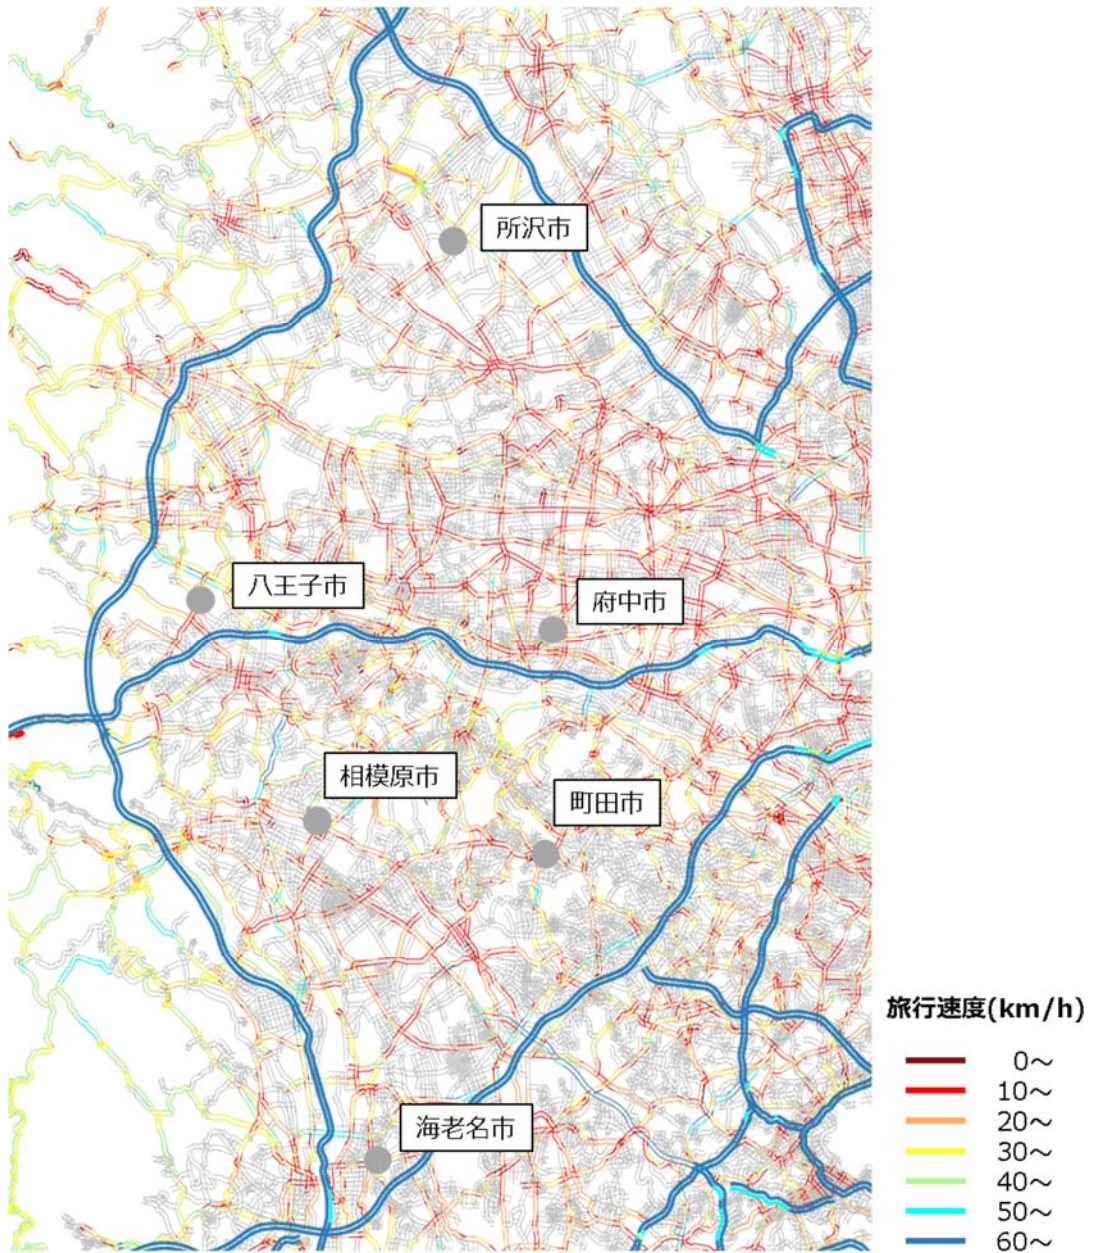 所沢市
八王子市
府中市
相模原市
町田市
海老名市
旅行速度(km/h)
0～
10～
20～
30～
40～
50～
60～